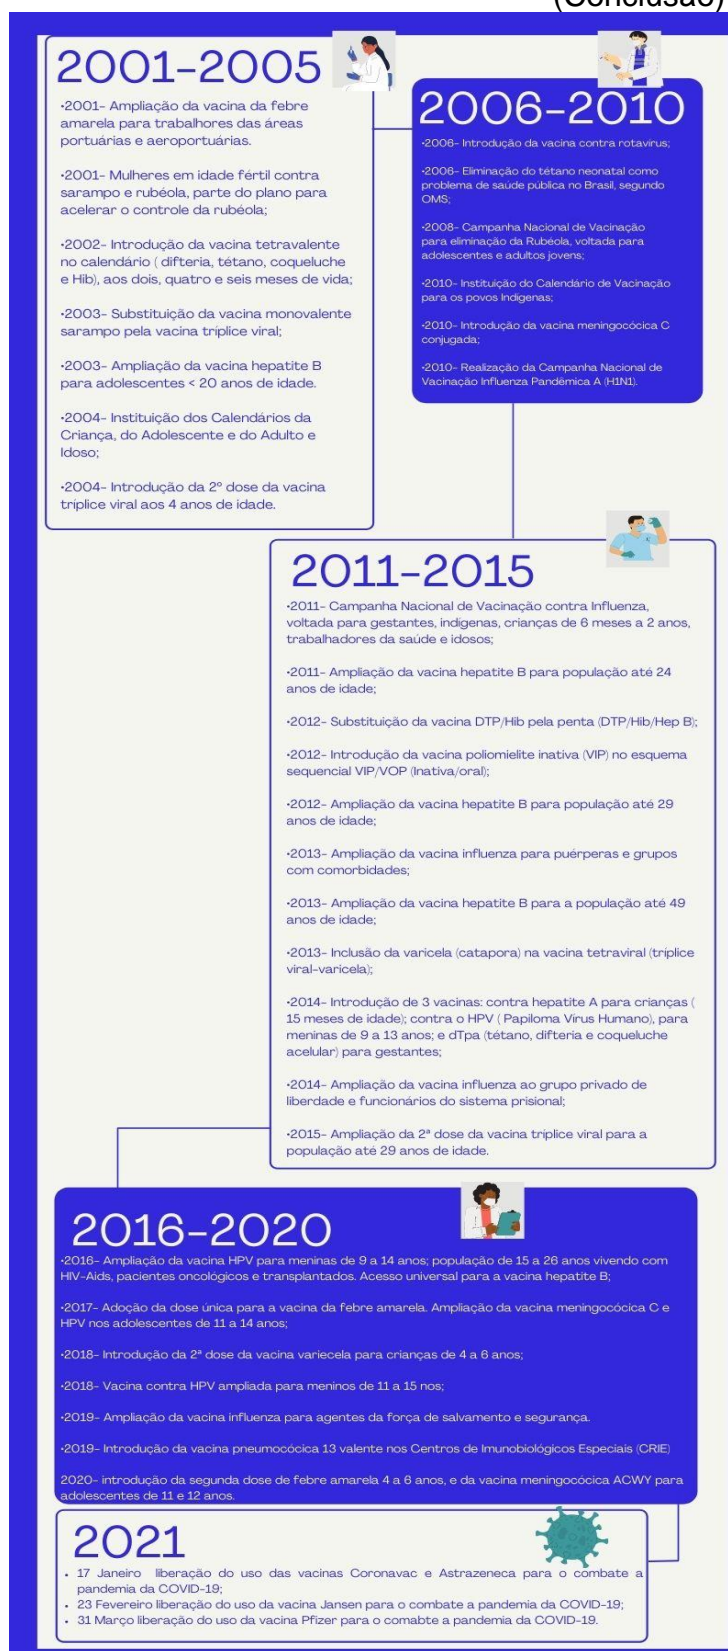 (Conclusão)
2001-2005
•2001- Ampliação da vacina da febre
amarela para trabalhores das áreas
portuárias e aeroportuárias.
•2001- Mulheres em idade fértil contra
sarampo e rubéola, parte do plano para
acelerar o controle da rubéola;
•2002- Introdução da vacina tetravalente
no calendário ( difteria, tétano, coqueluche
e Hib), aos dois, quatro e seis meses de vida;
•2003- Substituição da vacina monovalente
sarampo pela vacina tríplice viral;
•2003- Ampliação da vacina hepatite B
para adolescentes < 20 anos de idade.
•2004- Instituição dos Calendários da
Criança, do Adolescente e do Adulto e
Idoso;
•2004- Introdução da 2º dose da vacina
tríplice viral aos 4 anos de idade.
2006-2010
•2006- Introdução da vacina contra rotavírus;
•2006- Eliminação do tétano neonatal como
problema de saúde pública no Brasil, segundo
OMS;
•2008- Campanha Nacional de Vacinação
para eliminação da Rubéola, voltada para
adolescentes e adultos jovens;
•2010- Instituição do Calendário de Vacinação
para os povos Indígenas;
•2010- Introdução da vacina meningocócica C
conjugada;
•2010- Realização da Campanha Nacional de
Vacinação Influenza Pandêmica A (H1N1).
2011-2015
•2011- Campanha Nacional de Vacinação contra Influenza,
voltada para gestantes, indígenas, crianças de 6 meses a 2 anos,
trabalhadores da saúde e idosos;
•2011- Ampliação da vacina hepatite B para população até 24
anos de idade;
•2012- Substituição da vacina DTP/Hib pela penta (DTP/Hib/Hep B);
•2012- Introdução da vacina poliomielite inativa (VIP) no esquema
sequencial VIP/VOP (Inativa/oral);
•2012- Ampliação da vacina hepatite B para população até 29
anos de idade;
•2013- Ampliação da vacina influenza para puérperas e grupos
com comorbidades;
•2013- Ampliação da vacina hepatite B para a população até 49
anos de idade;
•2013- Inclusão da varicela (catapora) na vacina tetraviral (tríplice
viral-varicela);
•2014- Introdução de 3 vacinas: contra hepatite A para crianças (
15 meses de idade); contra o HPV ( Papiloma Vírus Humano), para
meninas de 9 a 13 anos; e dTpa (tétano, difteria e coqueluche
acelular) para gestantes;
•2014- Ampliação da vacina influenza ao grupo privado de
liberdade e funcionários do sistema prisional;
•2015- Ampliação da 2ª dose da vacina tríplice viral para a
população até 29 anos de idade.
2016-2020
•2016- Ampliação da vacina HPV para meninas de 9 a 14 anos; população de 15 a 26 anos vivendo com
HIV-Aids, pacientes oncológicos e transplantados. Acesso universal para a vacina hepatite B;
•2017- Adoção da dose única para a vacina da febre amarela. Ampliação da vacina meningocócica C e
HPV nos adolescentes de 11 a 14 anos;
•2018- Introdução da 2ª dose da vacina variecela para crianças de 4 a 6 anos;
•2018- Vacina contra HPV ampliada para meninos de 11 a 15 nos;
•2019- Ampliação da vacina influenza para agentes da força de salvamento e segurança.
•2019- Introdução da vacina pneumocócica 13 valente nos Centros de Imunobiológicos Especiais (CRIE)
2020- introdução da segunda dose de febre amarela 4 a 6 anos, e da vacina meningocócica ACWY para
adolescentes de 11 e 12 anos.
2021
• 17 Janeiro liberação do uso das vacinas Coronavac e Astrazeneca para o combate a
pandemia da COVID-19;
• 23 Fevereiro liberação do uso da vacina Jansen para o combate a pandemia da COVID-19;
• 31 Março liberação do uso da vacina Pfizer para o comabte a pandemia da COVID-19.